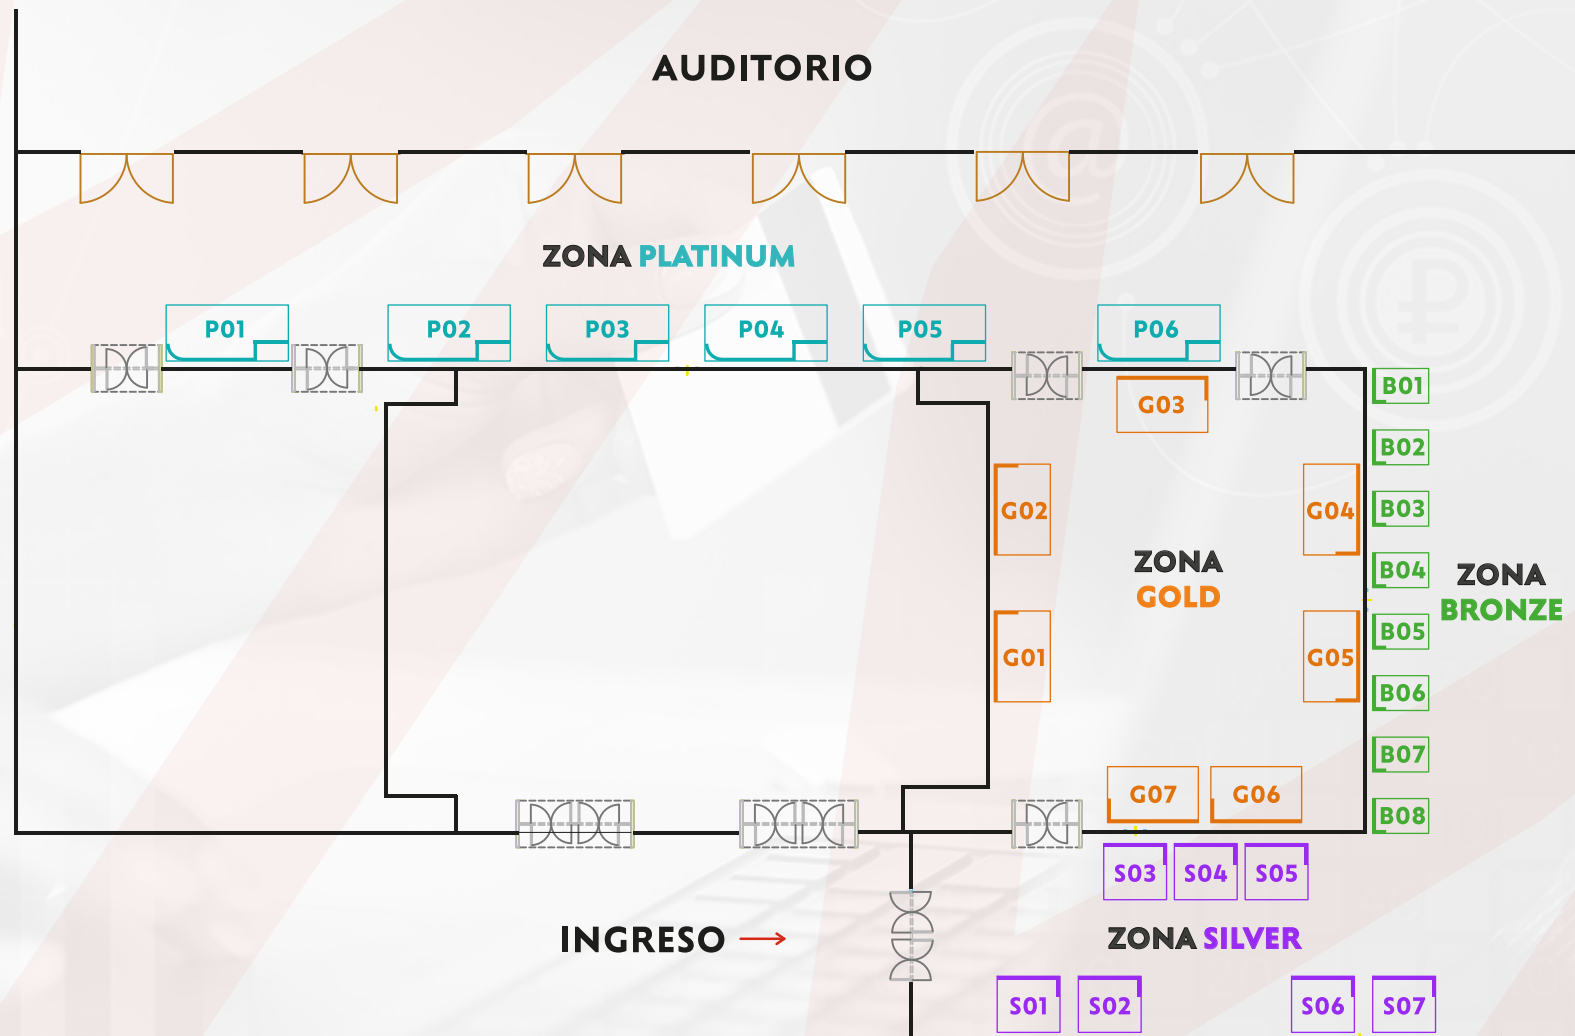 AUDITORIO
ZONA PLATINUM
P01 P02 P03 P04 P05 P06
G03
B01
B02
G02 G04
B03
ZONA
GOLD
B04
ZONA
BRONZE
B05
G01 G05
B06
B07
G07 G06
B08
S03 S04 S05
INGRESO
ZONA SILVER
S01 S02 S06 S07